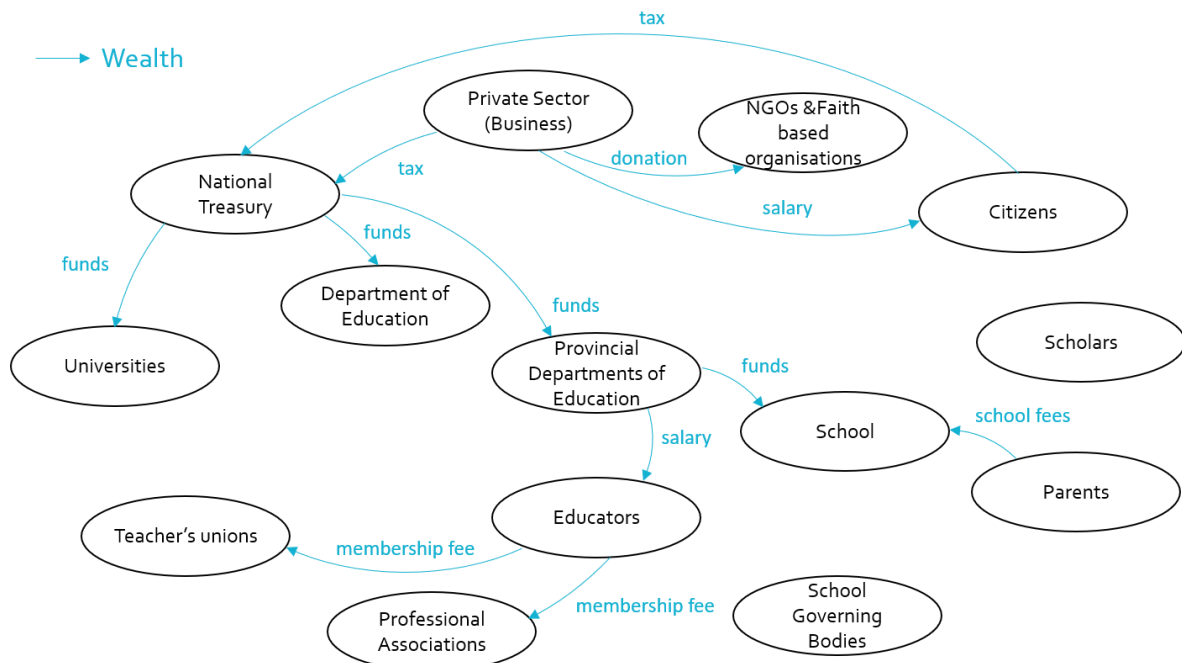 tax
Wealth
Private Sector
(Business)
NGOs &Faith
based
organisations
donation
tax
National
Treasury
salary
Citizens
funds
funds
Department of
Education
funds
Universities
Scholars
Provincial
Departments of
Education
funds
School
school fees
salary
Parents
Educators
Teacher’s unions
membership fee
membership fee
School
Governing
Bodies
Professional
Associations